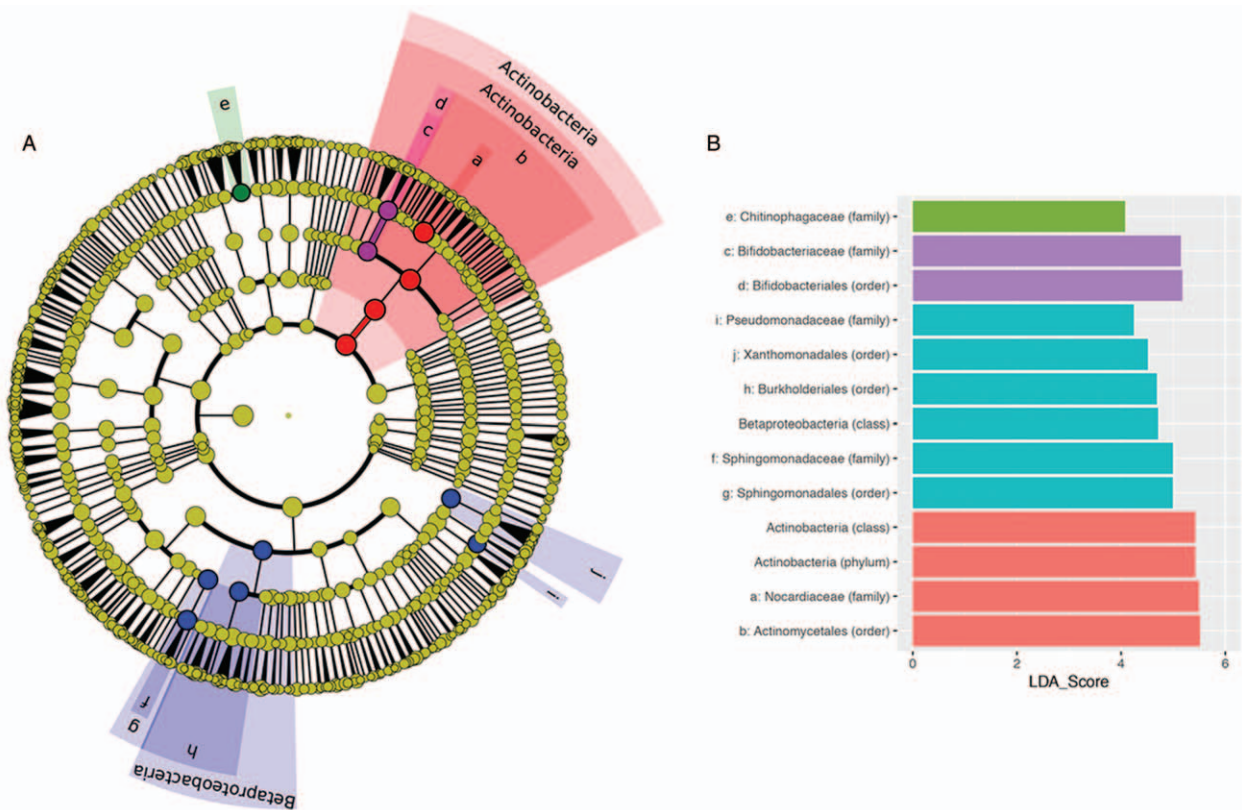 A
e
Actinobacteria
Actinobacteria
d
c
a
b
j
i
f
g
h
Betaproteobacteria
B
e: Chitinophagaceae (family)
c: Bifidobacteriaceae (family)
d: Bifidobacteriales (order)
i: Pseudomonadaceae (family)
j: Xanthomonadales (order)
h: Burkholderiales (order)
Betaproteobacteria (class)
f: Sphingomonadaceae (family)
g: Sphingomonadales (order)
Actinobacteria (class)
Actinobacteria (phylum)
a: Nocardiaceae (family)
b: Actinomycetales (order)
0 2 4 6
LDA_Score